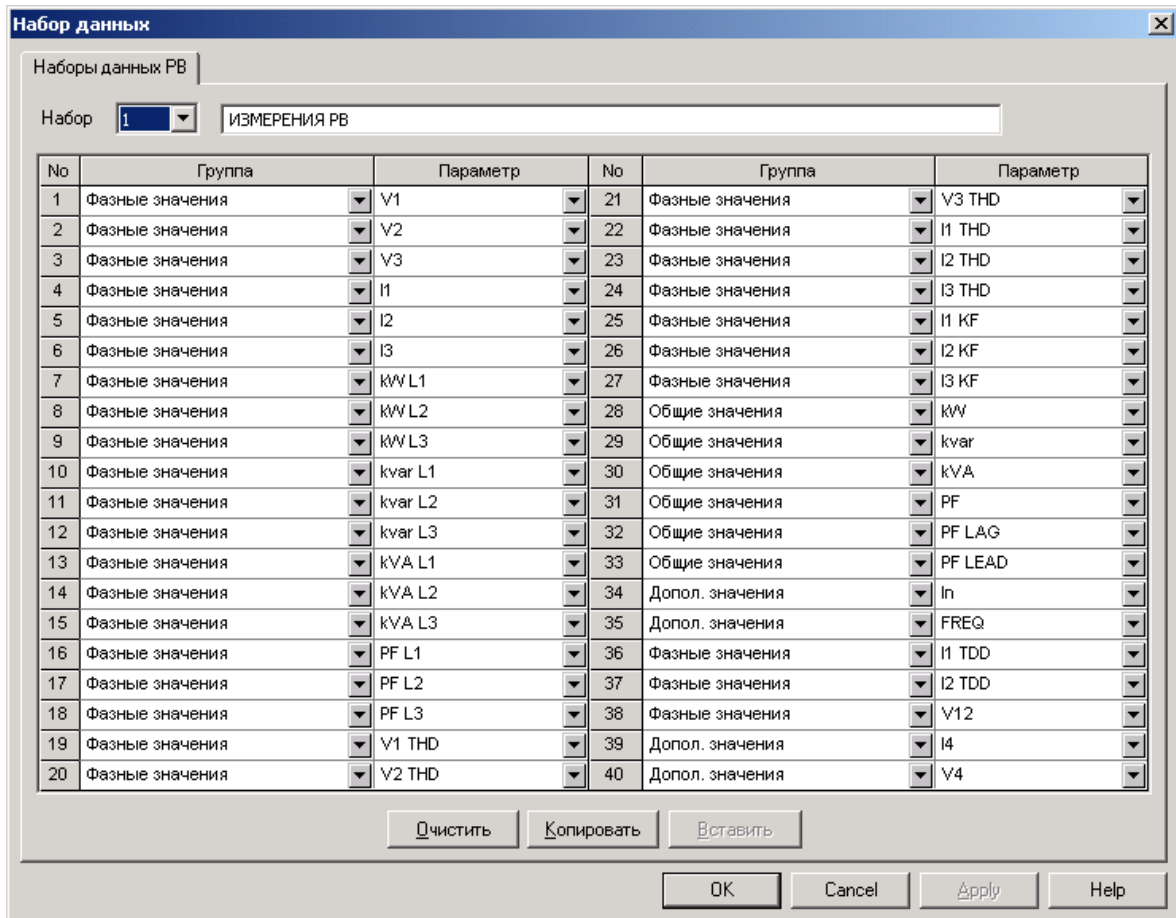 Набор данных
Наборы данных РВ
Набор 1 ИЗМЕРЕНИЯ РВ
No Группа Параметр No Группа Параметр
1 Фазные значения V1 21 Фазные значения V3 THD
2 Фазные значения V2 22 Фазные значения I1 THD
3 Фазные значения V3 23 Фазные значения I2 THD
4 Фазные значения I1 24 Фазные значения I3 THD
5 Фазные значения I2 25 Фазные значения I1 KF
6 Фазные значения I3 26 Фазные значения I2 KF
7 Фазные значения kW L1 27 Фазные значения I3 KF
8 Фазные значения kW L2 28 Общие значения kW
9 Фазные значения kW L3 29 Общие значения kvar
10 Фазные значения kvar L1 30 Общие значения kVA
11 Фазные значения kvar L2 31 Общие значения PF
12 Фазные значения kvar L3 32 Общие значения PF LAG
13 Фазные значения kVA L1 33 Общие значения PF LEAD
14 Фазные значения kVA L2 34 Допол. значения In
15 Фазные значения kVA L3 35 Допол. значения FREQ
16 Фазные значения PF L1 36 Фазные значения I1 TDD
17 Фазные значения PF L2 37 Фазные значения I2 TDD
18 Фазные значения PF L3 38 Фазные значения V12
19 Фазные значения V1 THD 39 Допол. значения I4
20 Фазные значения V2 THD 40 Допол. значения V4
Очистить Копировать Вставить
OK Cancel Apply Help